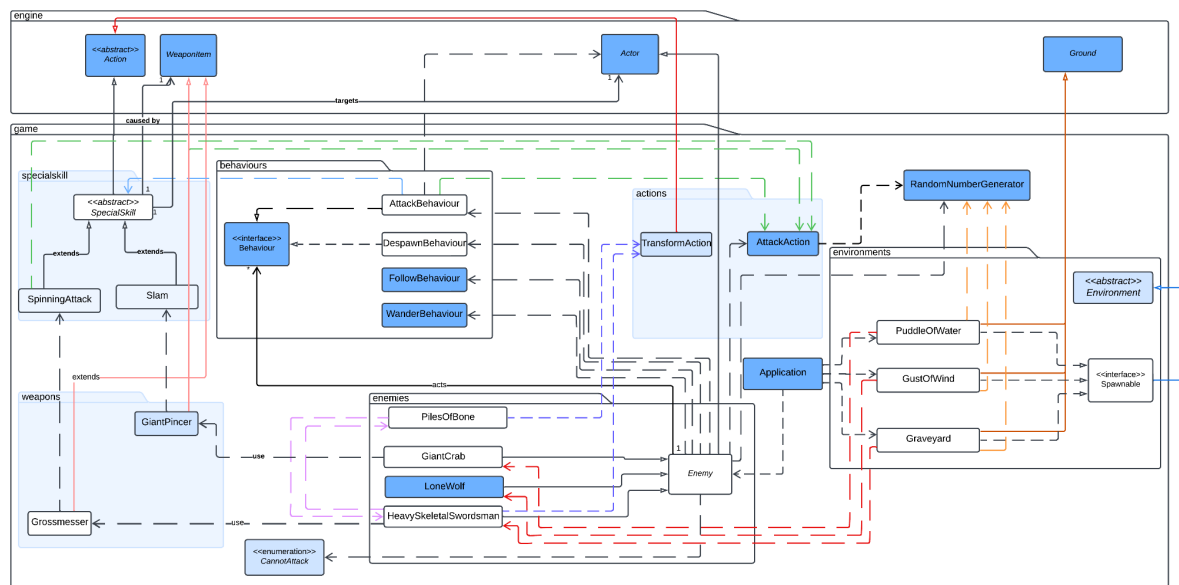 engine
<<abstract>>
Action
WeaponItem
Actor
Ground
1
1
targets
caused by
game
behaviours
specialskill
<<abstract>>
SpecialSkill
1
1
AttackBehaviour
<<interface>>
Behaviour
DespawnBehaviour
FollowBehaviour
WanderBehaviour
extends
extends
SpinningAttack
Slam
actions
TransformAction
AttackAction
RandomNumberGenerator
environments
<<abstract>>
Environment
PuddleOfWater
GustOfWind
Graveyard
<<interface>>
Spawnable
Application
extends
acts
weapons
GiantPincer
Grossmesser
use
use
enemies
PilesOfBone
GiantCrab
LoneWolf
HeavySkeletalSwordsman
1
Enemy
<<enumeration>>
CannotAttack